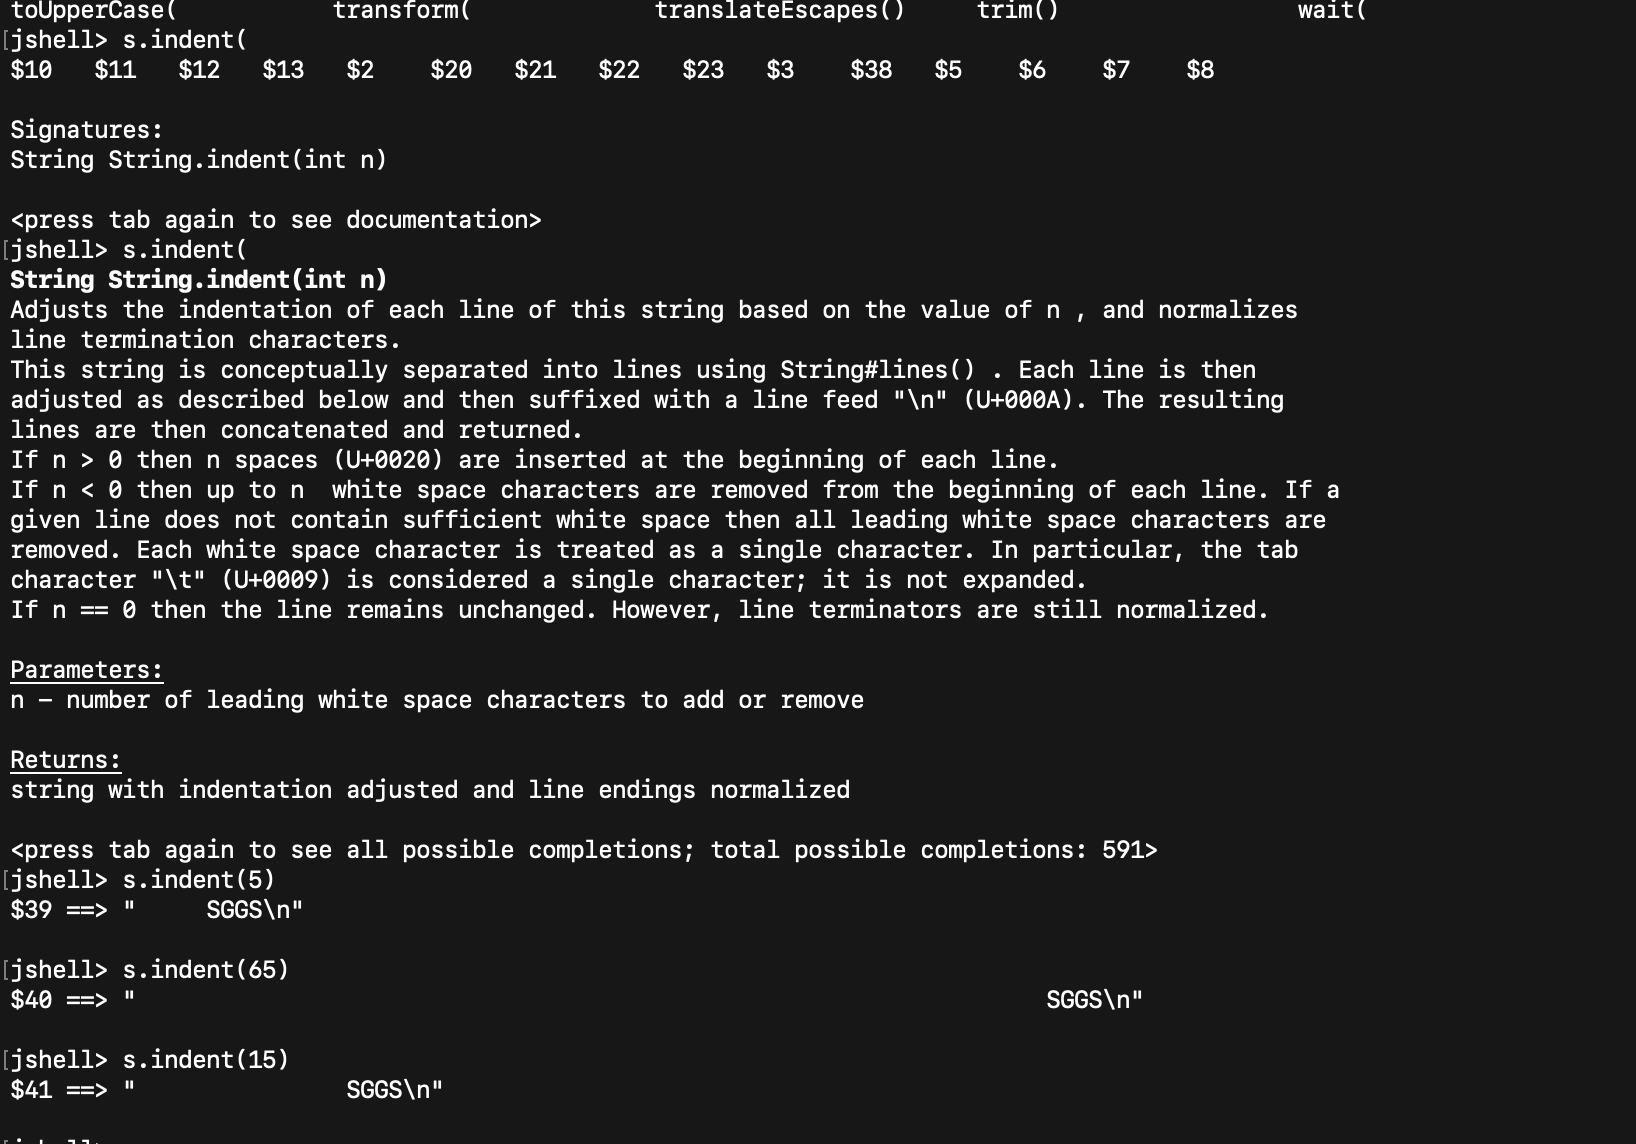 toUpperCase(           transform(             translateEscapes()     trim()                 wait(
[jshell> s.indent(
$10   $11   $12   $13   $2    $20   $21   $22   $23   $3    $38   $5    $6    $7    $8
Signatures:
String String.indent(int n)
<press tab again to see documentation>
[jshell> s.indent(
String String.indent(int n)
Adjusts the indentation of each line of this string based on the value of n , and normalizes
line termination characters.
This string is conceptually separated into lines using String#lines() . Each line is then
adjusted as described below and then suffixed with a line feed "\n" (U+000A). The resulting
lines are then concatenated and returned.
If n > 0 then n spaces (U+0020) are inserted at the beginning of each line.
If n < 0 then up to n  white space characters are removed from the beginning of each line. If a
given line does not contain sufficient white space then all leading white space characters are
removed. Each white space character is treated as a single character. In particular, the tab
character "\t" (U+0009) is considered a single character; it is not expanded.
If n == 0 then the line remains unchanged. However, line terminators are still normalized.
Parameters:
n - number of leading white space characters to add or remove
Returns:
string with indentation adjusted and line endings normalized
<press tab again to see all possible completions; total possible completions: 591>
[jshell> s.indent(5)
$39 ==> "     SGGS\n"
[jshell> s.indent(65)
$40 ==> "                                                                 SGGS\n"
[jshell> s.indent(15)
$41 ==> "               SGGS\n"